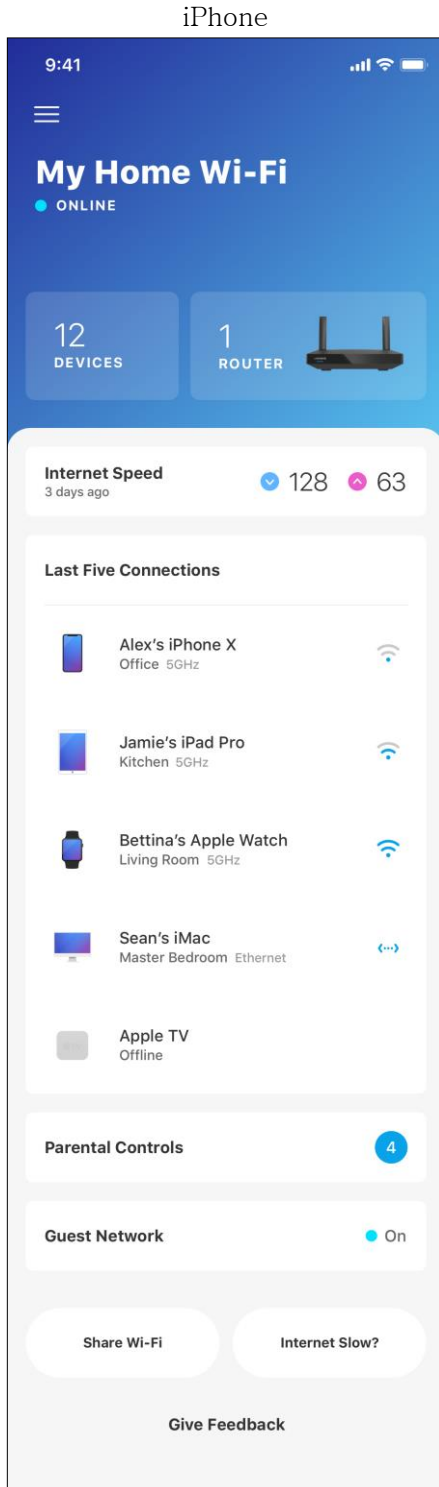 iPhone
9:41
My Home Wi-Fi
ONLINE
12
DEVICES
1
ROUTER
Internet Speed
3 days ago
128
63
Last Five Connections
Alex's iPhone X
Office 5GHz
Jamie's iPad Pro
Kitchen 5GHz
Bettina's Apple Watch
Living Room 5GHz
Sean's iMac
Master Bedroom Ethernet
Apple TV
Offline
Parental Controls
4
Guest Network
On
Share Wi-Fi
Internet Slow?
Give Feedback